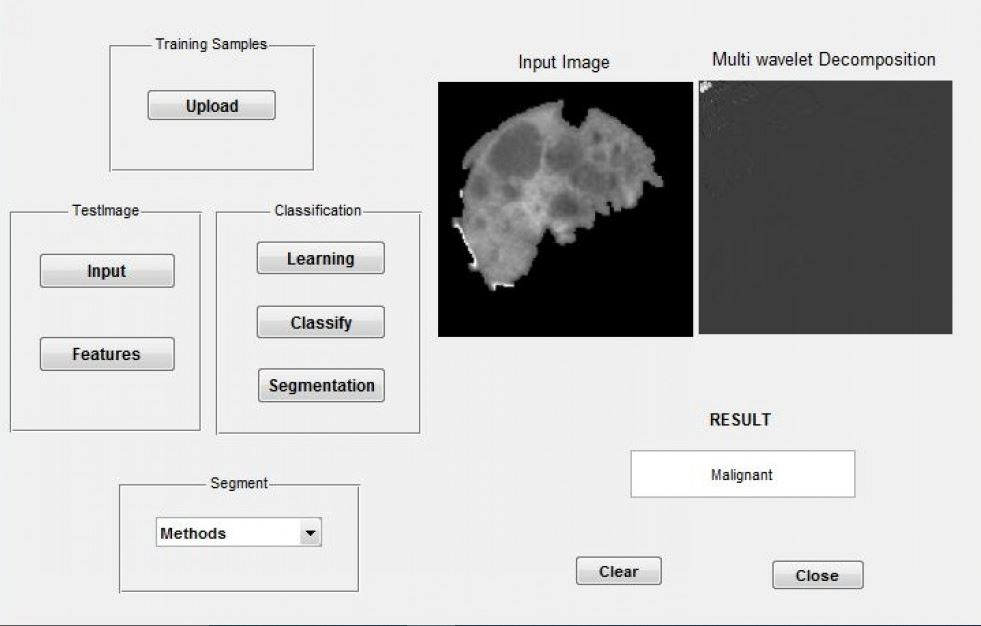 Training Samples
Upload
TestImage
Input
Features
Classification
Learning
Classify
Segmentation
Segment
Methods
Input Image
Multi wavelet Decomposition
RESULT
Malignant
Clear
Close